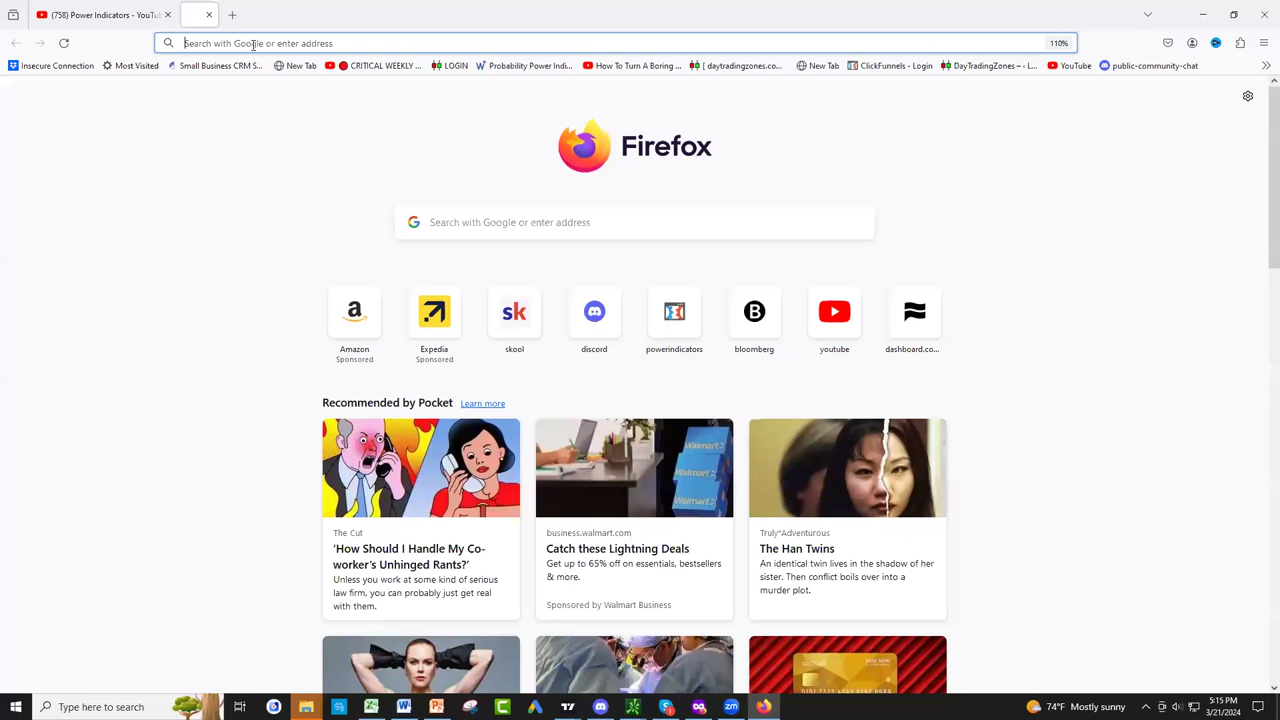 (758) Power Indicators - YouTub
Search with Google or enter address
110%
Insecure Connection
Most Visited
Small Business CRM S...
New Tab
CRITICAL WEEKLY ...
LOGIN
Probability Power Indi...
How To Turn A Boring ...
[ daytradingzones.co...
New Tab
ClickFunnels - Login
DayTradingZones – ‹ L...
YouTube
public-community-chat
Firefox
Search with Google or enter address
a
sk
B
Amazon
Sponsored
Expedia
Sponsored
skool
discord
powerindicators
bloomberg
youtube
dashboard.co...
Recommended by Pocket
Learn more
Walmart
Walmart
Walmart
The Cut
‘How Should I Handle My Co-
worker’s Unhinged Rants?’
Unless you work at some kind of serious
law firm, you can probably just get real
with them.
business.walmart.com
Catch these Lightning Deals
Get up to 65% off on essentials, bestsellers
& more.
Sponsored by Walmart Business
Truly*Adventurous
The Han Twins
An identical twin lives in the shadow of her
sister. Then conflict boils over into a
murder plot.
Type here to search
74°F Mostly sunny
5:15 PM
3/21/2024